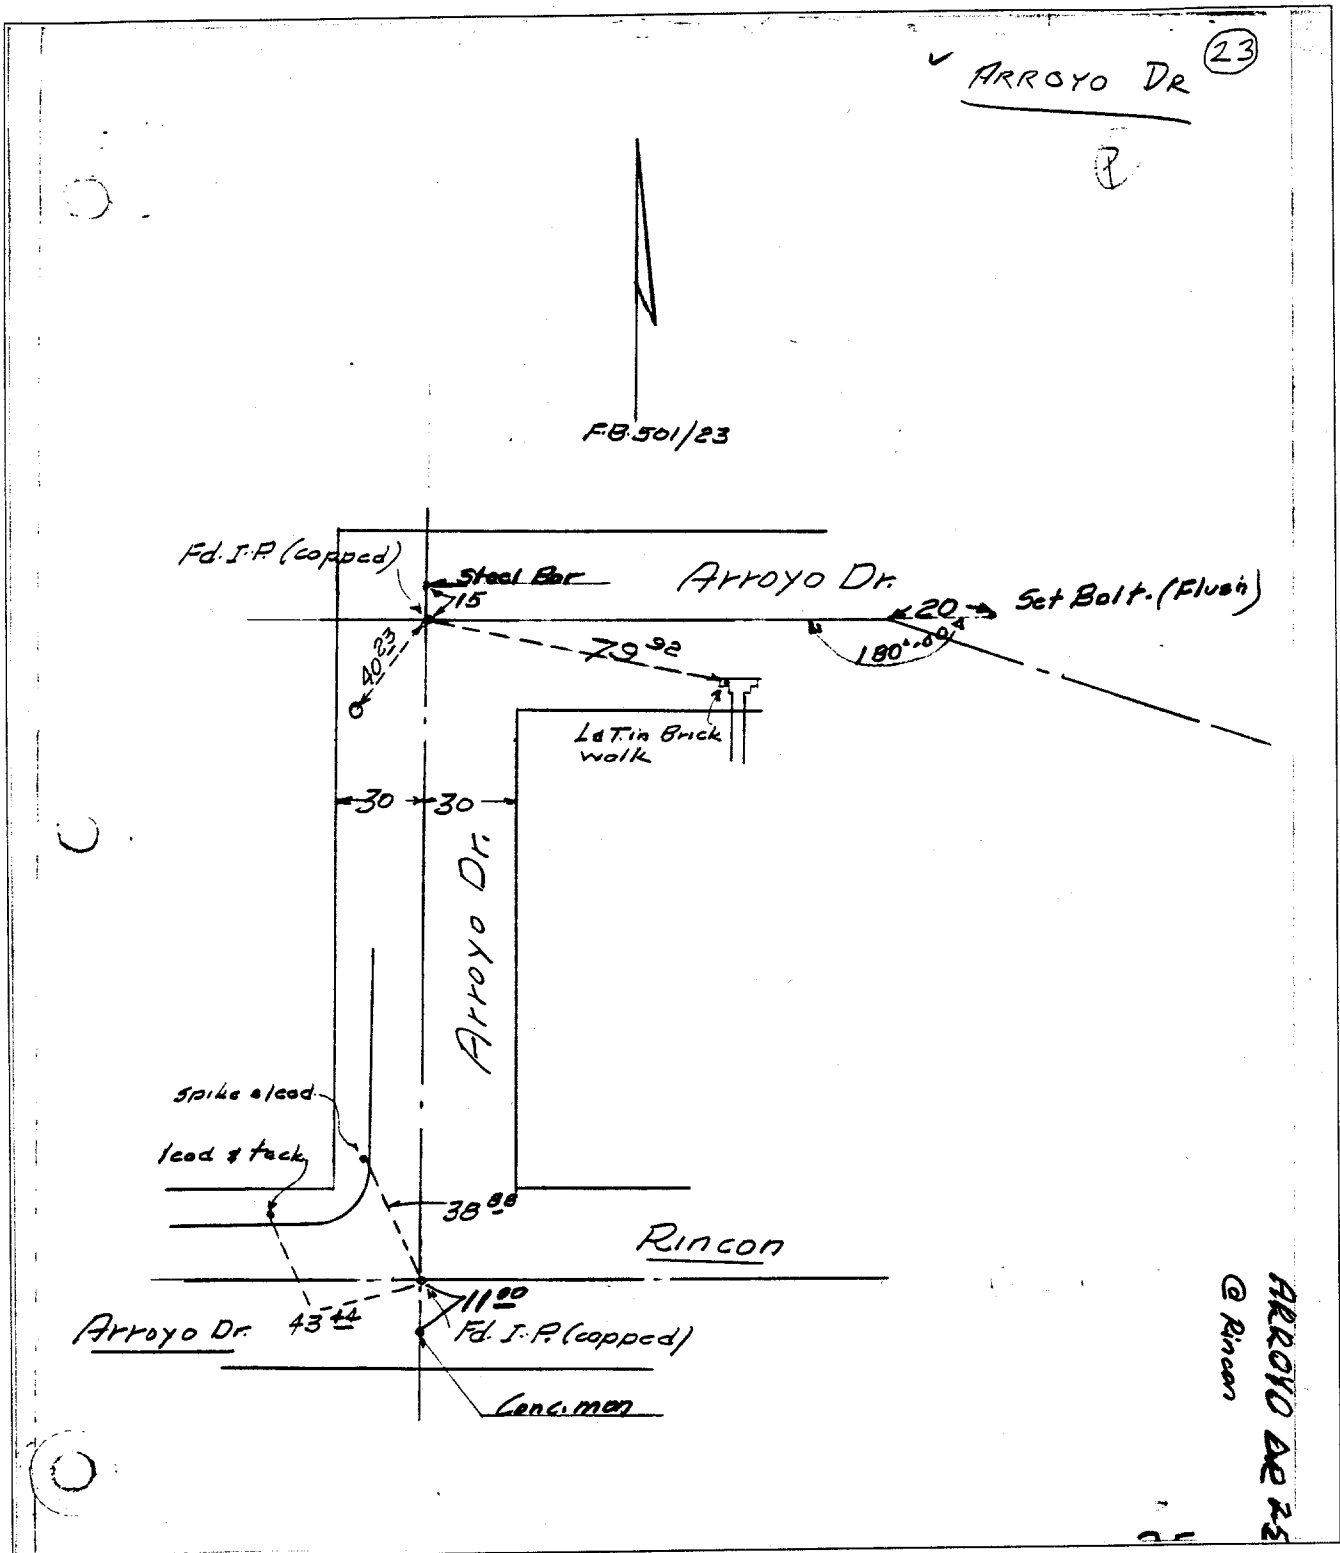 23
✓ ARROYO DR
P
F.B. 501/23
Fd. I.P. (capped)
Steel Bar
15
Arroyo Dr.
20
Set Bolt. (Flush)
180°-00'
40 23
79 92
L&T. in Brick
walk
30
30
Arroyo Dr.
Spike & lead
lead & tack
38 88
Rincon
11 00
43 44
Arroyo Dr.
Fd. I.P. (capped)
Conc. mon
ARROYO DR 25
@ Rincon